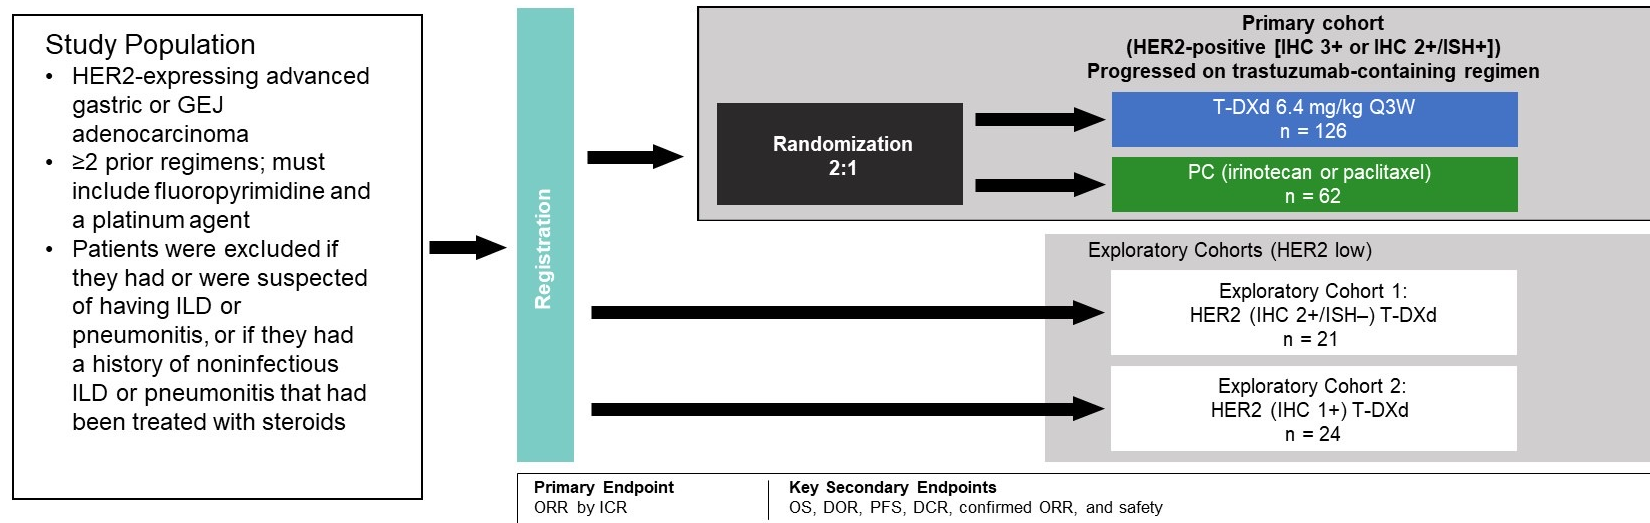 Study Population
• HER2-expressing advanced
gastric or GEJ
adenocarcinoma
• ≥2 prior regimens; must
include fluoropyrimidine and
a platinum agent
• Patients were excluded if
they had or were suspected
of having ILD or
pneumonitis, or if they had
a history of noninfectious
ILD or pneumonitis that had
been treated with steroids
Registration
Primary cohort
(HER2-positive [IHC 3+ or IHC 2+/ISH+])
Progressed on trastuzumab-containing regimen
Randomization
2:1
T-DXd 6.4 mg/kg Q3W
n = 126
PC (irinotecan or paclitaxel)
n = 62
Exploratory Cohorts (HER2 low)
Exploratory Cohort 1:
HER2 (IHC 2+/ISH–) T-DXd
n = 21
Exploratory Cohort 2:
HER2 (IHC 1+) T-DXd
n = 24
Primary Endpoint
ORR by ICR
Key Secondary Endpoints
OS, DOR, PFS, DCR, confirmed ORR, and safety